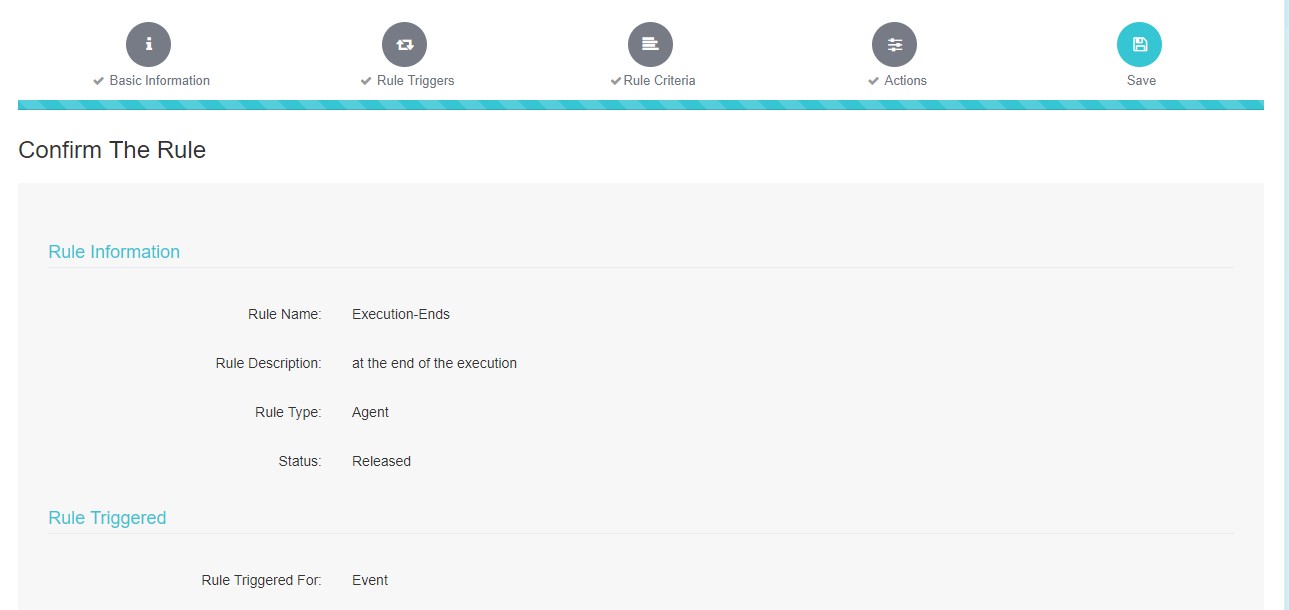 Basic Information
Rule Triggers
Rule Criteria
Actions
Save
Confirm The Rule
Rule Information
Rule Name: Execution-Ends
Rule Description: at the end of the execution
Rule Type: Agent
Status: Released
Rule Triggered
Rule Triggered For: Event